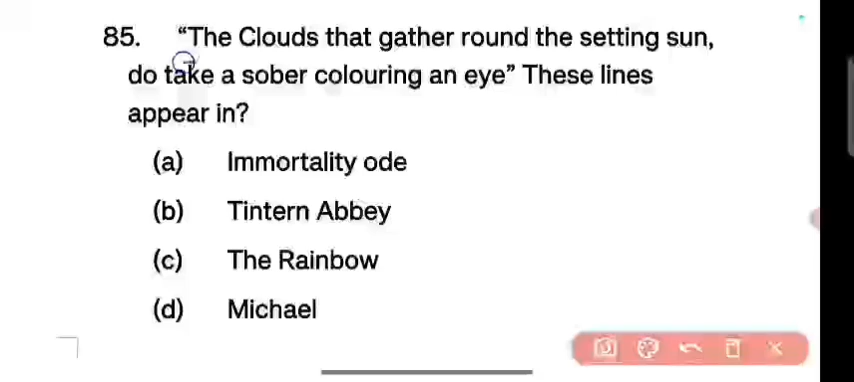 85. “The Clouds that gather round the setting sun,
do take a sober colouring an eye” These lines
appear in?
(a) Immortality ode
(b) Tintern Abbey
(c) The Rainbow
(d) Michael